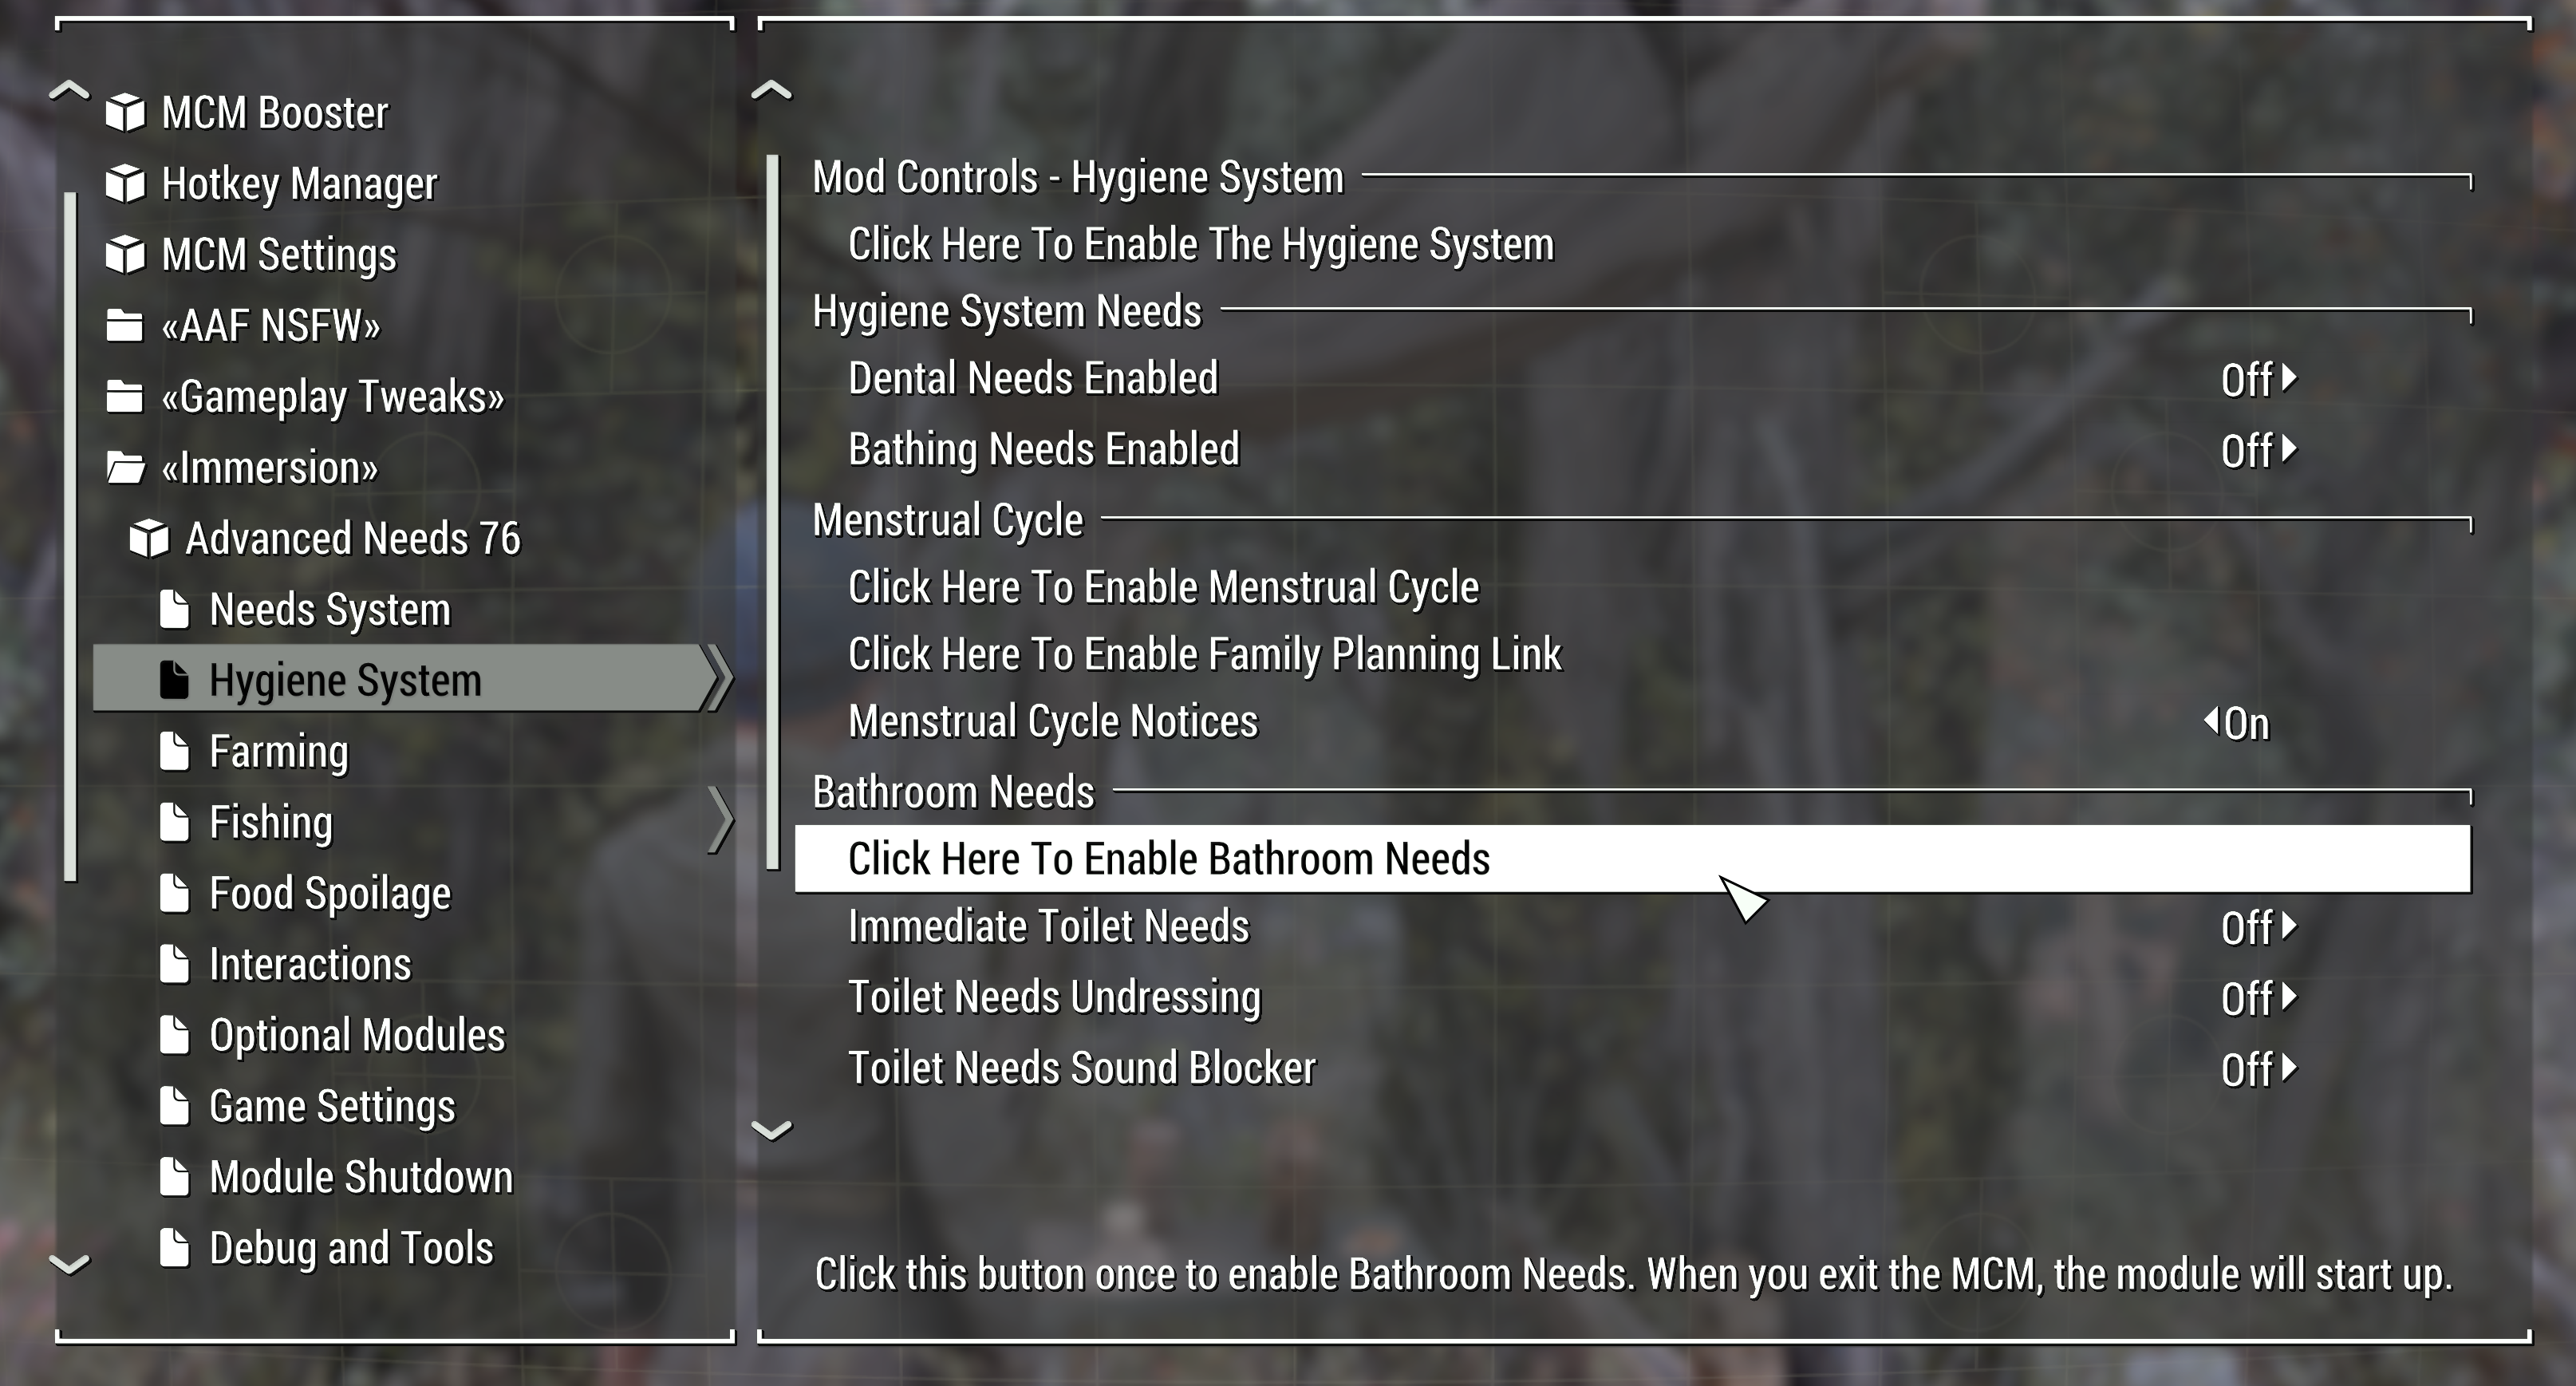 MCM Booster
Hotkey Manager
MCM Settings
«AAF NSFW»
«Gameplay Tweaks»
«Immersion»
Advanced Needs 76
Needs System
Hygiene System
Farming
Fishing
Food Spoilage
Interactions
Optional Modules
Game Settings
Module Shutdown
Debug and Tools
Mod Controls - Hygiene System
Click Here To Enable The Hygiene System
Hygiene System Needs
Dental Needs Enabled Off
Bathing Needs Enabled Off
Menstrual Cycle
Click Here To Enable Menstrual Cycle
Click Here To Enable Family Planning Link
Menstrual Cycle Notices On
Bathroom Needs
Click Here To Enable Bathroom Needs
Immediate Toilet Needs Off
Toilet Needs Undressing Off
Toilet Needs Sound Blocker Off
Click this button once to enable Bathroom Needs. When you exit the MCM, the module will start up.